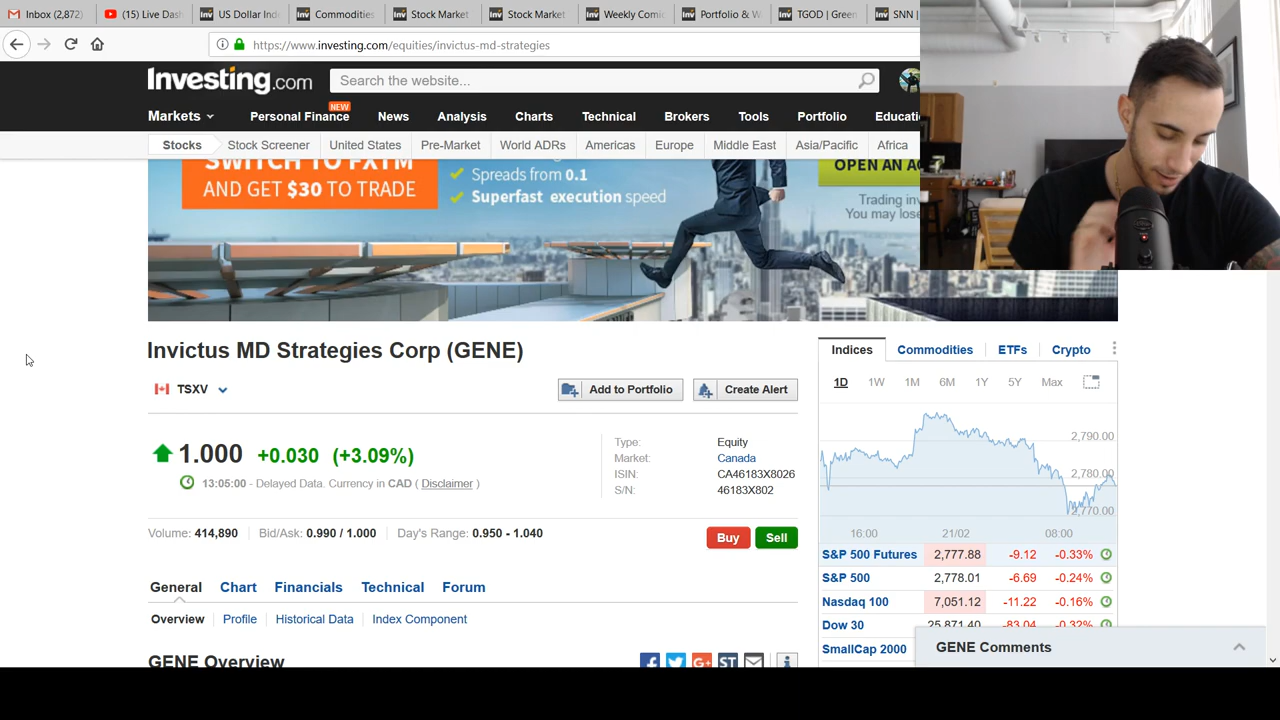 Inbox (2,872)
(15) Live Dash
US Dollar Ind
Commodities
Stock Market
Stock Market
Weekly Comi
Portfolio & W
TGOD | Green
SNN |
https://www.investing.com/equities/invictus-md-strategies
Investing.com
Search the website...
NEW
Markets
Personal Finance
News
Analysis
Charts
Technical
Brokers
Tools
Portfolio
Educati
Stocks
Stock Screener
United States
Pre-Market
World ADRs
Americas
Europe
Middle East
Asia/Pacific
Africa
SWITCH TO FXTM
AND GET $30 TO TRADE
Spreads from 0.1
Superfast execution speed
OPEN AN AC
Trading inv
You may lose
Invictus MD Strategies Corp (GENE)
TSXV
Add to Portfolio
Create Alert
1.000 +0.030 (+3.09%)
13:05:00 - Delayed Data. Currency in CAD ( Disclaimer )
Type: Equity
Market: Canada
ISIN: CA46183X8026
S/N: 46183X802
Volume: 414,890 Bid/Ask: 0.990 / 1.000 Day's Range: 0.950 - 1.040
Buy
Sell
General
Chart
Financials
Technical
Forum
Overview
Profile
Historical Data
Index Component
GENE Overview
ST
Indices
Commodities
ETFs
Crypto
1D
1W
1M
6M
1Y
5Y
Max
2,790.00
2,780.00
2,770.00
16:00
21/02
08:00
S&P 500 Futures 2,777.88 -9.12 -0.33%
S&P 500 2,778.01 -6.69 -0.24%
Nasdaq 100 7,051.12 -11.22 -0.16%
Dow 30 25,871.40 -83.04 -0.32%
SmallCap 2000
GENE Comments